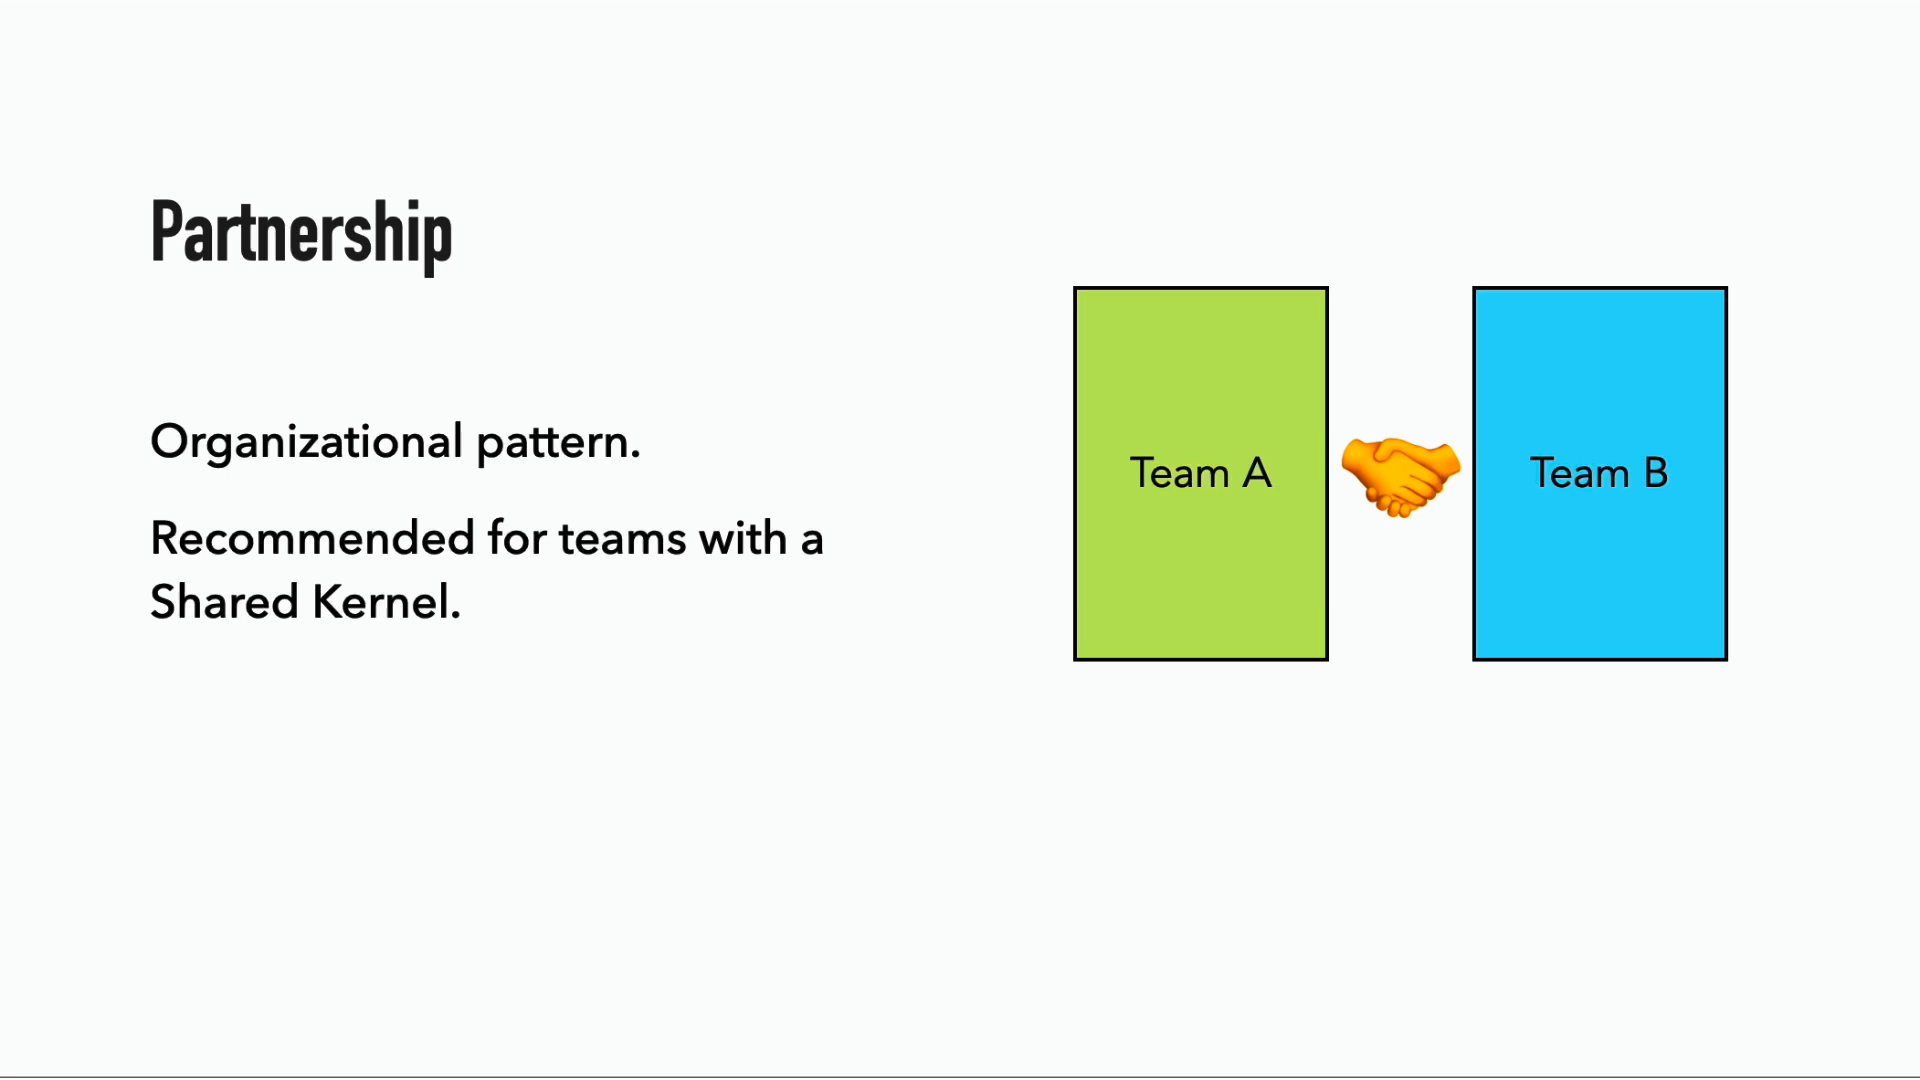 Partnership
Organizational pattern.
Recommended for teams with a
Shared Kernel.
Team A
Team B